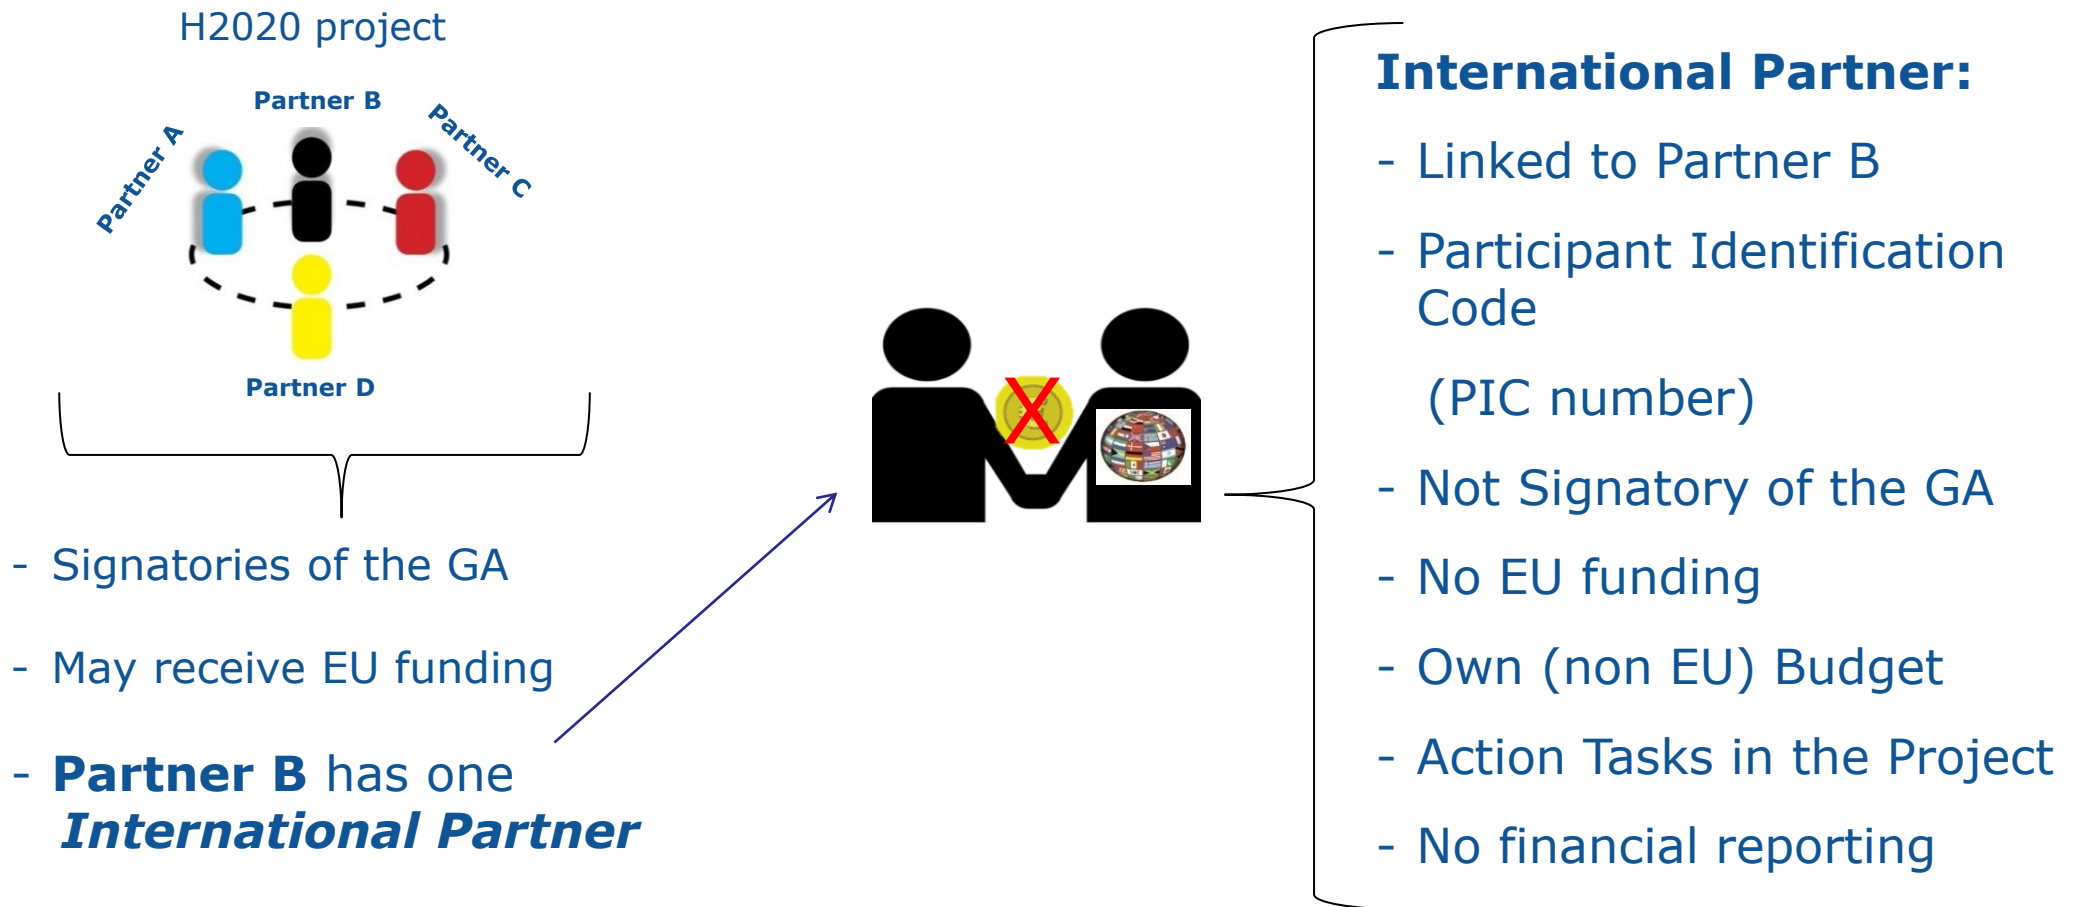 H2020 project
Partner A
Partner B
Partner C
Partner D
- Signatories of the GA
- May receive EU funding
- Partner B has one
International Partner
X
International Partner:
- Linked to Partner B
- Participant Identification
Code
(PIC number)
- Not Signatory of the GA
- No EU funding
- Own (non EU) Budget
- Action Tasks in the Project
- No financial reporting